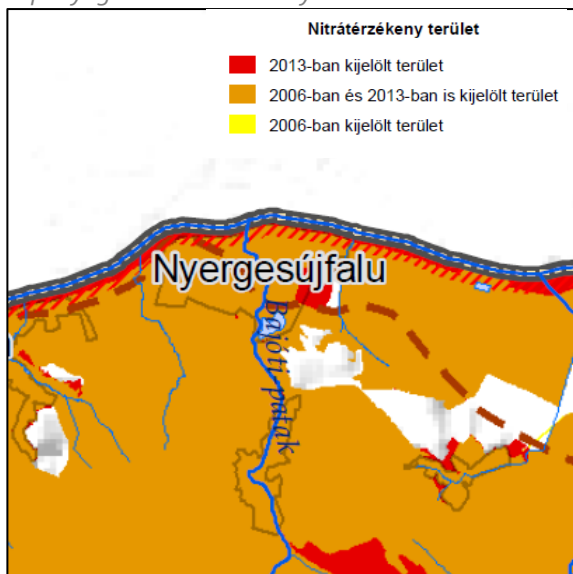 Nitrátérzékeny terület
2013-ban kijelölt terület
2006-ban és 2013-ban is kijelölt terület
2006-ban kijelölt terület
Nyergesújfalu
Bajóti-patak